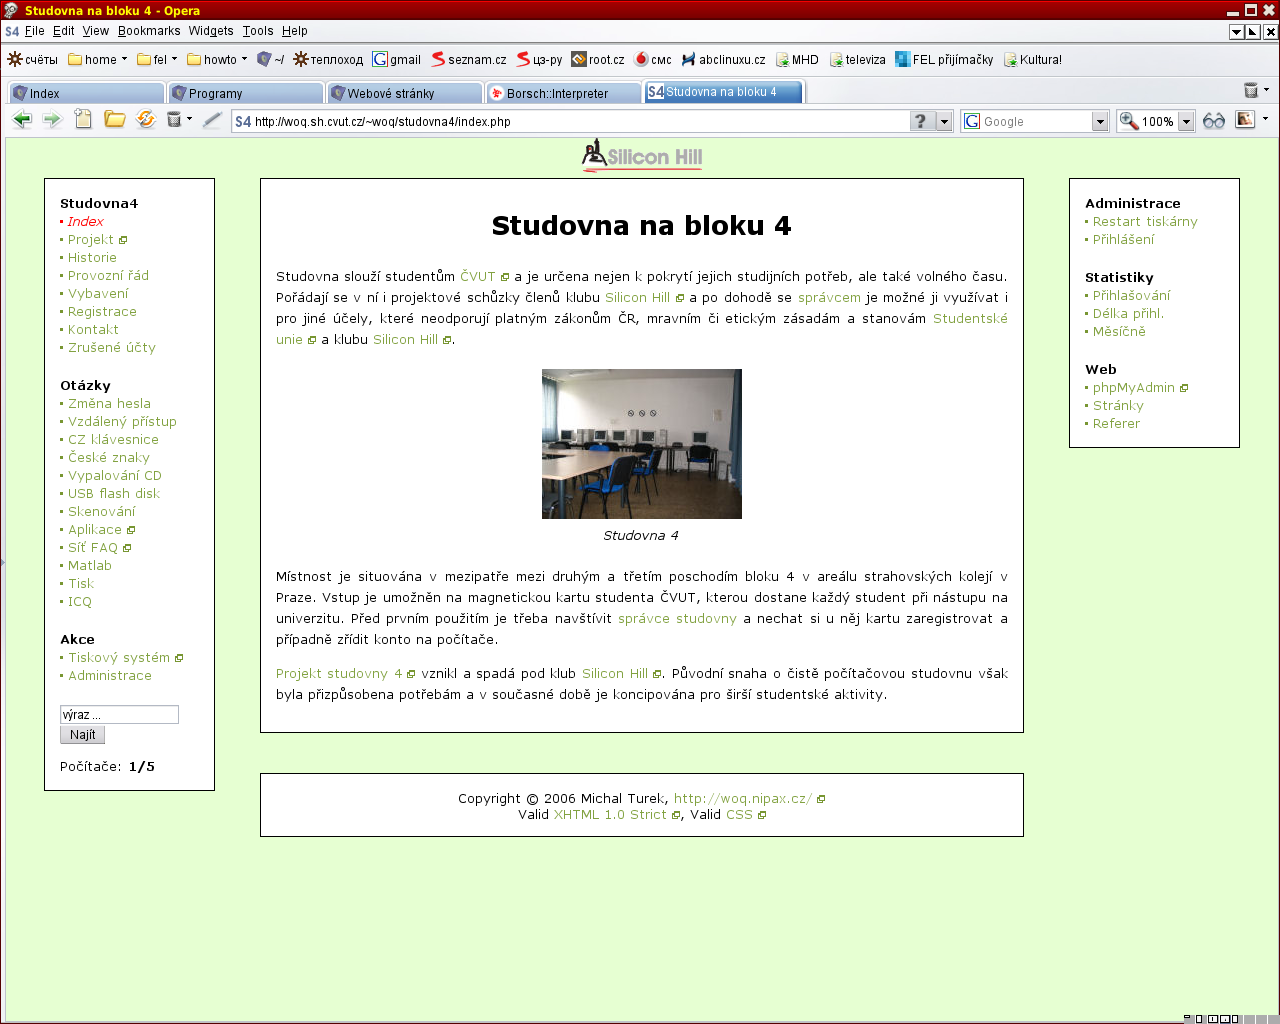 Studovna na bloku 4 - Opera
S4 File Edit View Bookmarks Widgets Tools Help
счёты home fel howto ~/ теплоход gmail seznam.cz цз-ру root.cz смс abclinuxu.cz MHD televiza FEL přijímačky Kultura!
Index Programy Webové stránky Borsch::Interpreter S4 Studovna na bloku 4
S4 http://woq.sh.cvut.cz/~woq/studovna4/index.php ? G Google 100%
Silicon Hill
Studovna4
Index
Projekt
Historie
Provozní řád
Vybavení
Registrace
Kontakt
Zrušené účty
Otázky
Změna hesla
Vzdálený přístup
CZ klávesnice
České znaky
Vypalování CD
USB flash disk
Skenování
Aplikace
Síť FAQ
Matlab
Tisk
ICQ
Akce
Tiskový systém
Administrace
výraz ...
Najít
Počítače: 1/5
Studovna na bloku 4
Studovna slouží studentům ČVUT a je určena nejen k pokrytí jejich studijních potřeb, ale také volného času.
Pořádají se v ní i projektové schůzky členů klubu Silicon Hill a po dohodě se správcem je možné ji využívat i
pro jiné účely, které neodporují platným zákonům ČR, mravním či etickým zásadám a stanovám Studentské
unie a klubu Silicon Hill.
Studovna 4
Místnost je situována v mezipatře mezi druhým a třetím poschodím bloku 4 v areálu strahovských kolejí v
Praze. Vstup je umožněn na magnetickou kartu studenta ČVUT, kterou dostane každý student při nástupu na
univerzitu. Před prvním použitím je třeba navštívit správce studovny a nechat si u něj kartu zaregistrovat a
případně zřídit konto na počítače.
Projekt studovny 4 vznikl a spadá pod klub Silicon Hill. Původní snaha o čistě počítačovou studovnu však
byla přizpůsobena potřebám a v současné době je koncipována pro širší studentské aktivity.
Copyright © 2006 Michal Turek, http://woq.nipax.cz/
Valid XHTML 1.0 Strict, Valid CSS
Administrace
Restart tiskárny
Přihlášení
Statistiky
Přihlašování
Délka přihl.
Měsíčně
Web
phpMyAdmin
Stránky
Referer